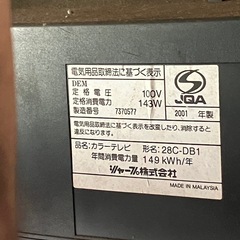 電気用品取締法に基づく表示
DEM
定格電圧 100V
定格消費電力 143W
製造番号 7370577
S
JQA
2001 年製
電気用品取締法に基づく表示を改変したり、消除すると
違反になります。
品名: カラーテレビ 形名: 28C-DB1
年間消費電力量 149 kWh/年
シャープ株式会社
MADE IN MALAYSIA